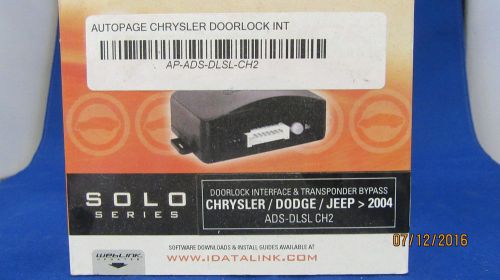 AUTOPAGE CHRYSLER DOORLOCK INT
AP-ADS-DLSL-CH2
SOLO
SERIES
DOORLOCK INTERFACE & TRANSPONDER BYPASS
CHRYSLER / DODGE / JEEP > 2004
ADS-DLSL CH2
WEBLINK
SOFTWARE DOWNLOADS & INSTALL GUIDES AVAILABLE AT
WWW.IDATALINK.COM
07/12/2016